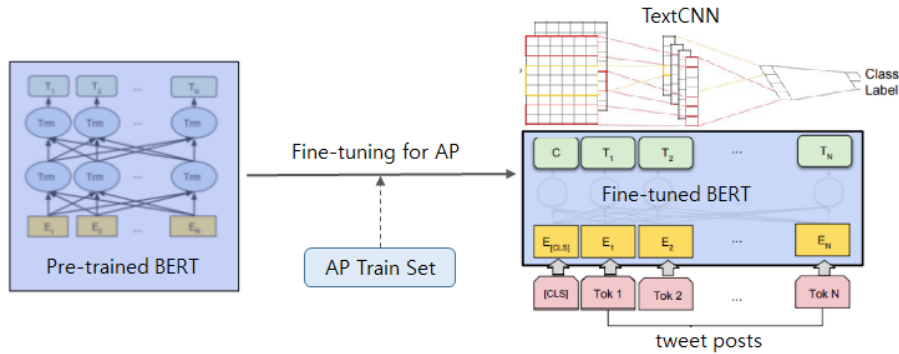 TextCNN
Class
Label
T1 T2 ... TN
Trm Trm ... Trm
Trm Trm ... Trm
E1 E2 ... EN
Pre-trained BERT
Fine-tuning for AP
AP Train Set
C T1 T2 ... TN
Fine-tuned BERT
E[CLS] E1 E2 ... EN
[CLS] Tok 1 Tok 2 ... Tok N
tweet posts